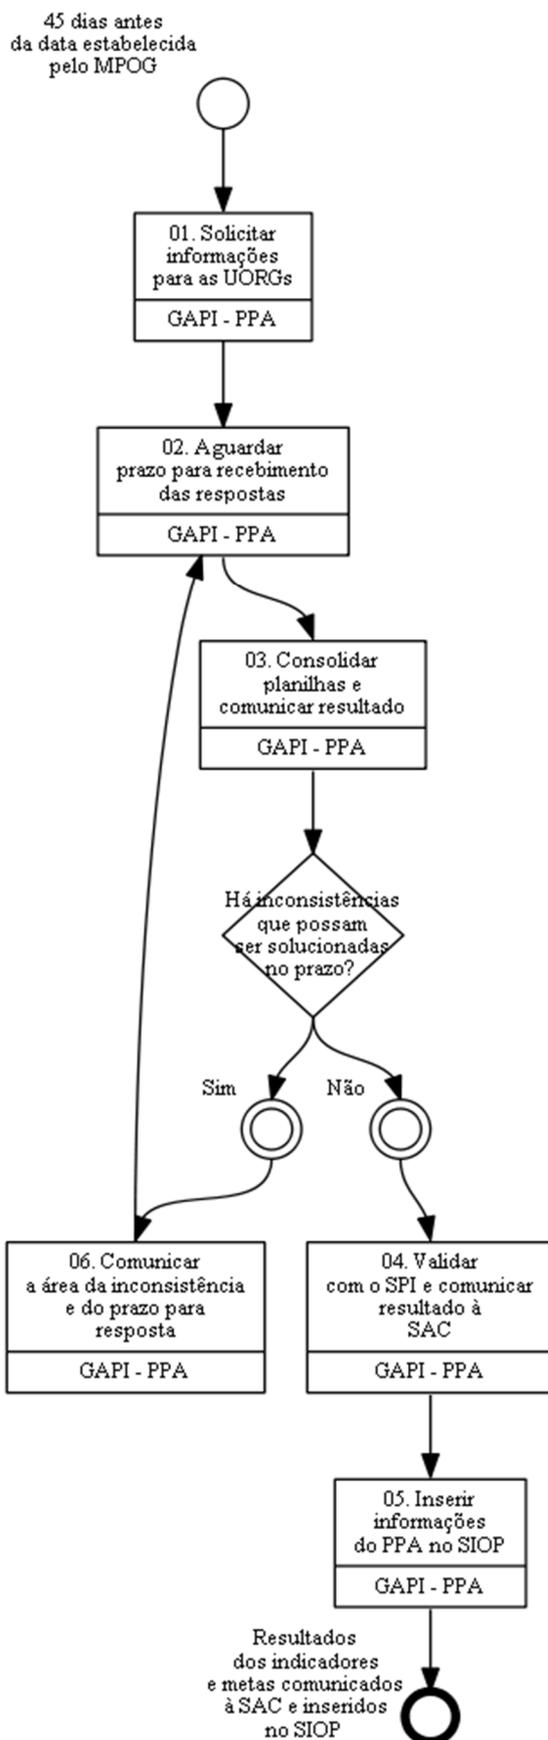 45 dias antes
da data estabelecida
pelo MPOG
01. Solicitar
informações
para as UORGs
GAPI - PPA
02. Aguardar
prazo para recebimento
das respostas
GAPI - PPA
03. Consolidar
planilhas e
comunicar resultado
GAPI - PPA
Há inconsistências
que possam
ser solucionadas
no prazo?
Sim
Não
06. Comunicar
a área da inconsistência
e do prazo para
resposta
GAPI - PPA
04. Validar
com o SPI e comunicar
resultado à
SAC
GAPI - PPA
05. Inserir
informações
do PPA no SIOP
GAPI - PPA
Resultados
dos indicadores
e metas comunicados
à SAC e inseridos
no SIOP